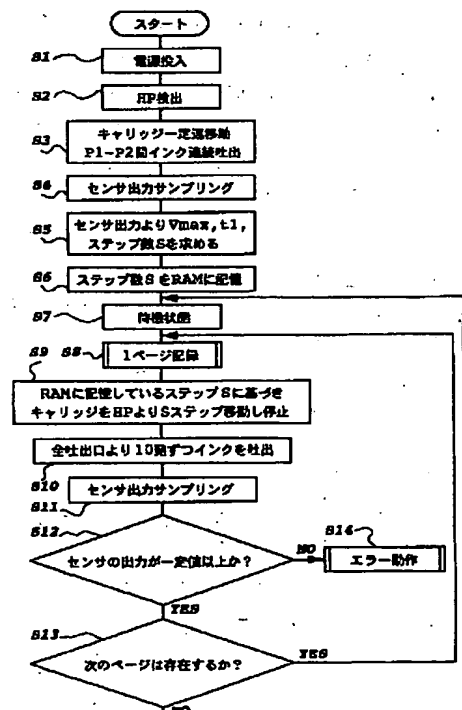 スタート
S1
電源投入
S2
HP検出
S3
キャリッジ一定速移動
P1-P2間インク連続吐出
S4
センサ出力サンプリング
S5
センサ出力よりVmax,t1,
ステップ数Sを求める
S6
ステップ数SをRAMに記憶
S7
待機状態
S9 S8
1ページ記録
RAMに記憶しているステップSに基づき
キャリッジをHPよりSステップ移動し停止
全吐出口より10発ずつインクを吐出
S10
センサ出力サンプリング
S11
S12
センサの出力が一定値以上か?
NO
S14
エラー動作
YES
S13
次のページは存在するか?
YES